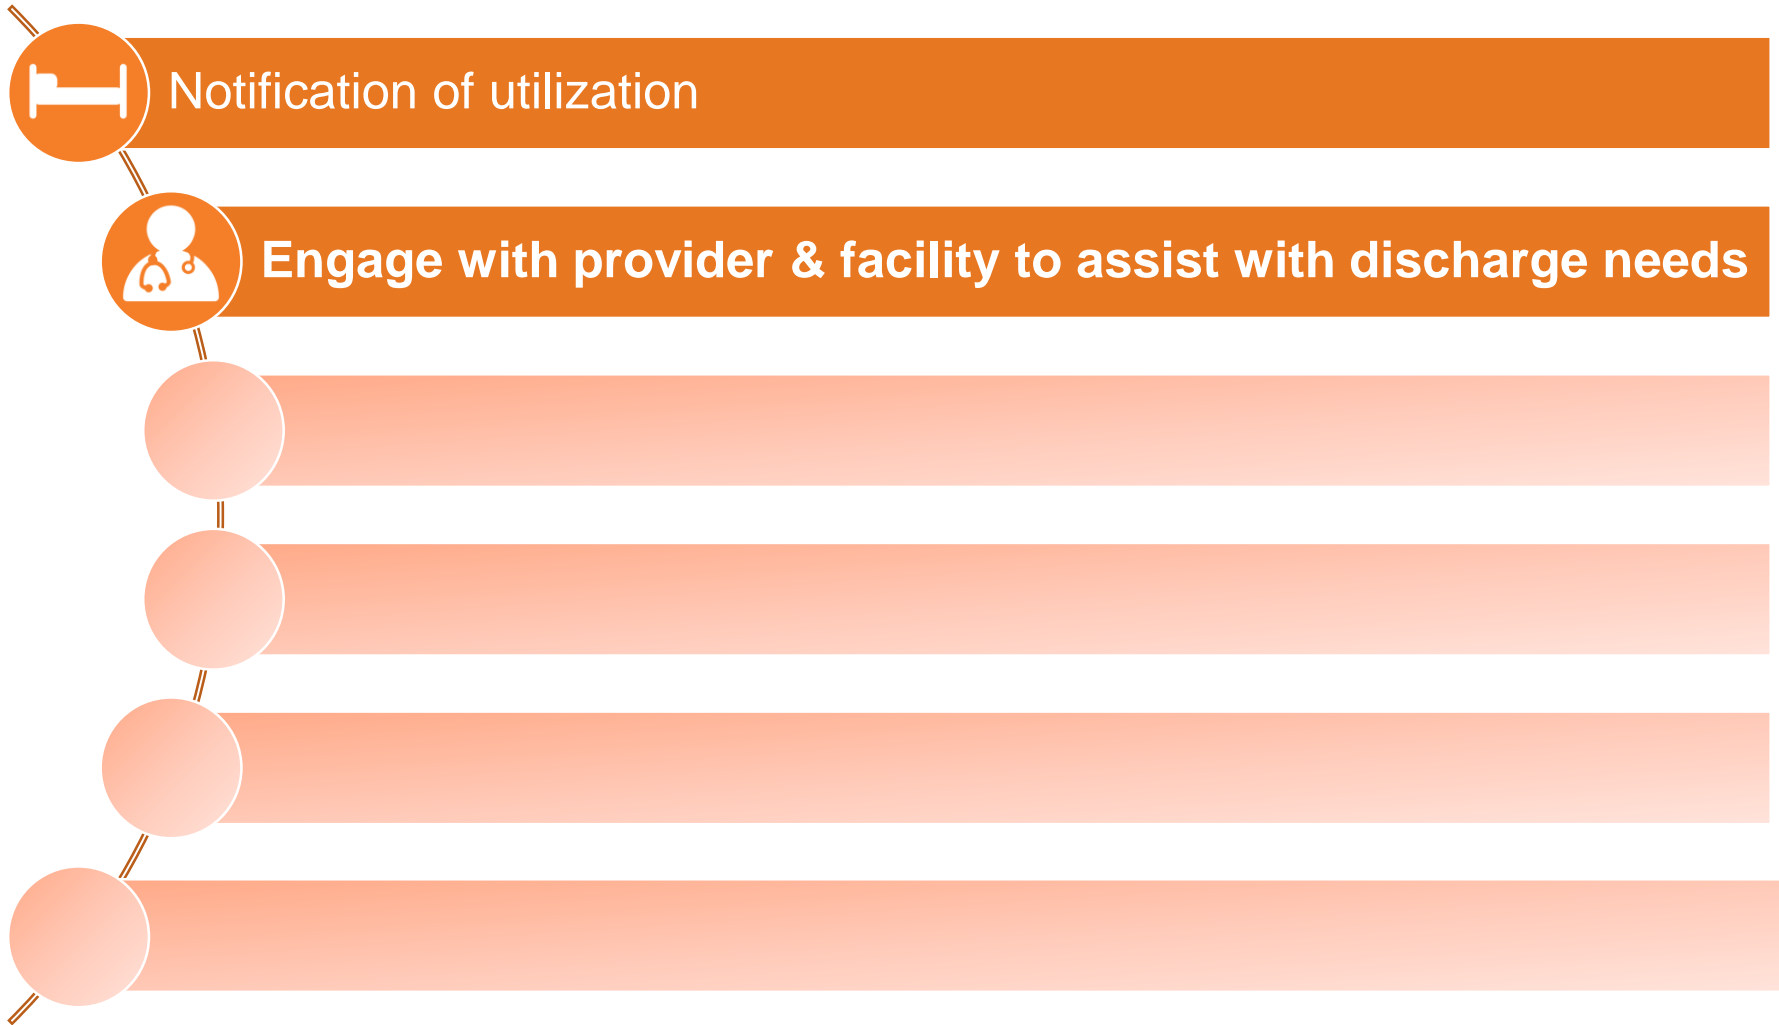 Notification of utilization
Engage with provider & facility to assist with discharge needs